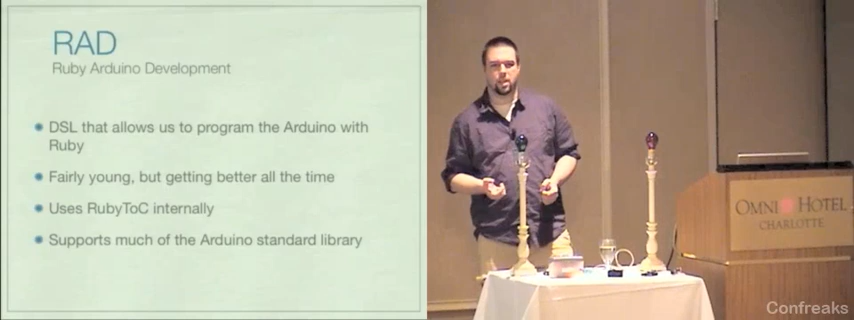 RAD
Ruby Arduino Development
DSL that allows us to program the Arduino with
Ruby
Fairly young, but getting better all the time
Uses RubyToC internally
Supports much of the Arduino standard library
OMNI HOTEL
CHARLOTTE
Confreaks